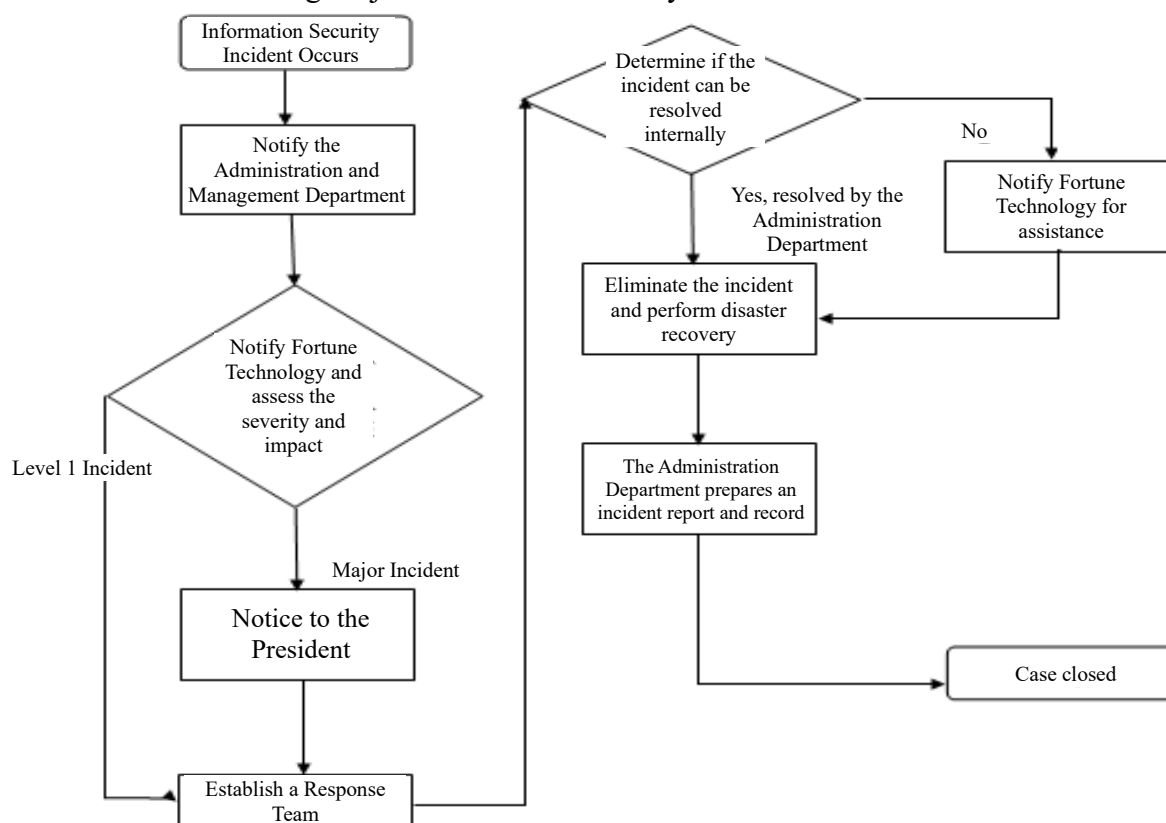 Information Security
Incident Occurs
Notify the
Administration and
Management Department
Notify Fortune
Technology and
assess the
severity and
impact
Level 1 Incident
Major Incident
Notice to the
President
Establish a Response
Team
Determine if the
incident can be
resolved
internally
No
Yes, resolved by the
Administration
Department
Notify Fortune
Technology for
assistance
Eliminate the incident
and perform disaster
recovery
The Administration
Department prepares an
incident report and record
Case closed